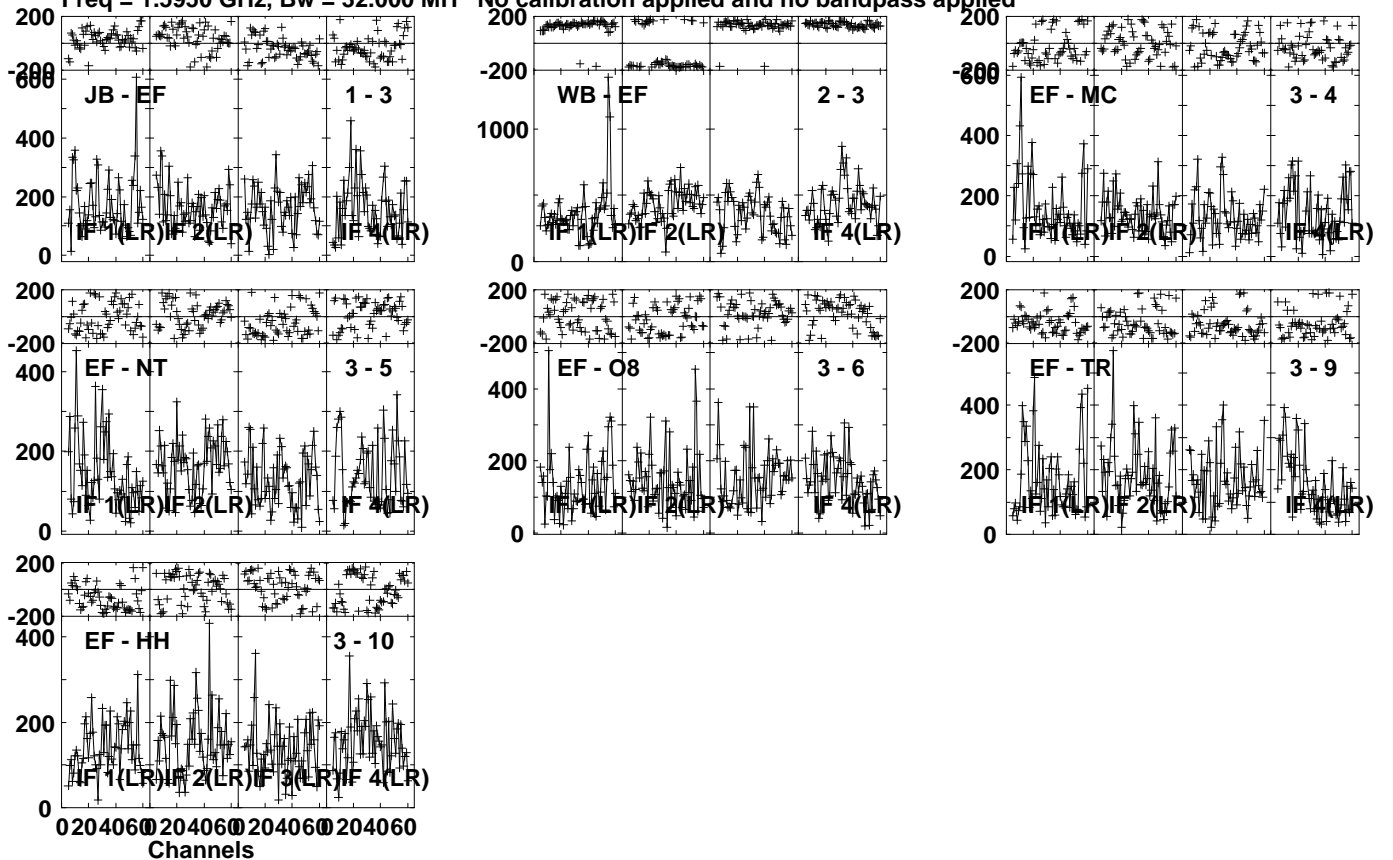 Freq = 1.5950 GHz, Bw = 32.000 MH No calibration applied and no bandpass applied
200 200 200
-200 -200 -200
600 600
JB - EF 1 - 3 WB - EF 2 - 3 EF - MC 3 - 4
400 1000 400
200 200
IF 1(LR) IF 2(LR) IF 4(LR) IF 1(LR) IF 2(LR) IF 4(LR) IF 1(LR) IF 2(LR) IF 4(LR)
0 0 0
200 200 200
-200 -200 -200
EF - NT 3 - 5 EF - O8 3 - 6 EF - TR 3 - 9
400 400 400
200 200 200
IF 1(LR) IF 2(LR) IF 4(LR) IF 1(LR) IF 2(LR) IF 4(LR) IF 1(LR) IF 2(LR) IF 4(LR)
0 0 0
200
-200
EF - HH 3 - 10
400
200
IF 1(LR) IF 2(LR) IF 3(LR) IF 4(LR)
0
0 20 40 60 0 20 40 60 0 20 40 60 0 20 40 60
Channels